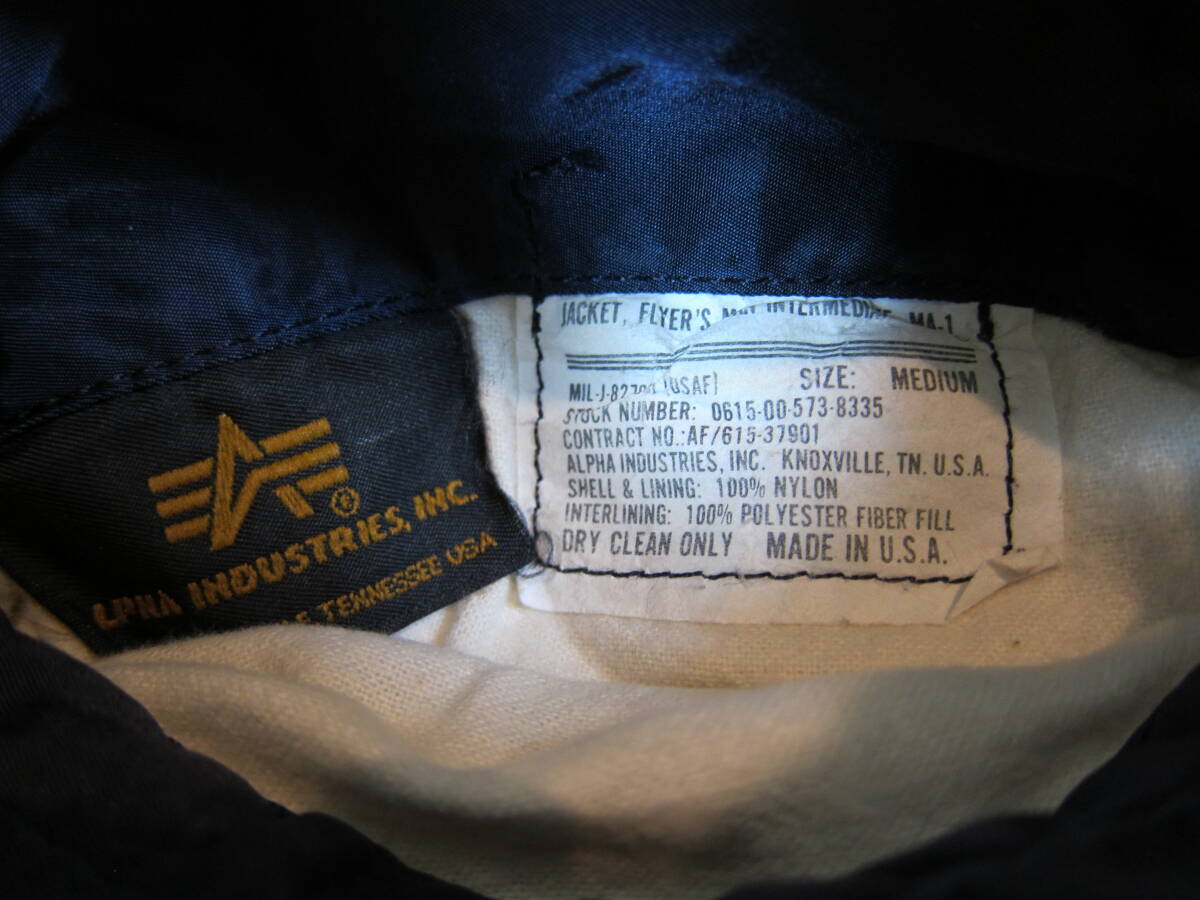 LPHA INDUSTRIES, INC.
TENNESSEE USA
JACKET, FLYER'S INTERMEDIATE MA-1
(USAF) SIZE: MEDIUM
STOCK NUMBER: 0615-00-573-8335
CONTRACT NO.:AF/615-37901
ALPHA INDUSTRIES, INC. KNOXVILLE, TN. U.S.A.
SHELL & LINING: 100% NYLON
INTERLINING: 100% POLYESTER FIBER FILL
DRY CLEAN ONLY MADE IN U.S.A.